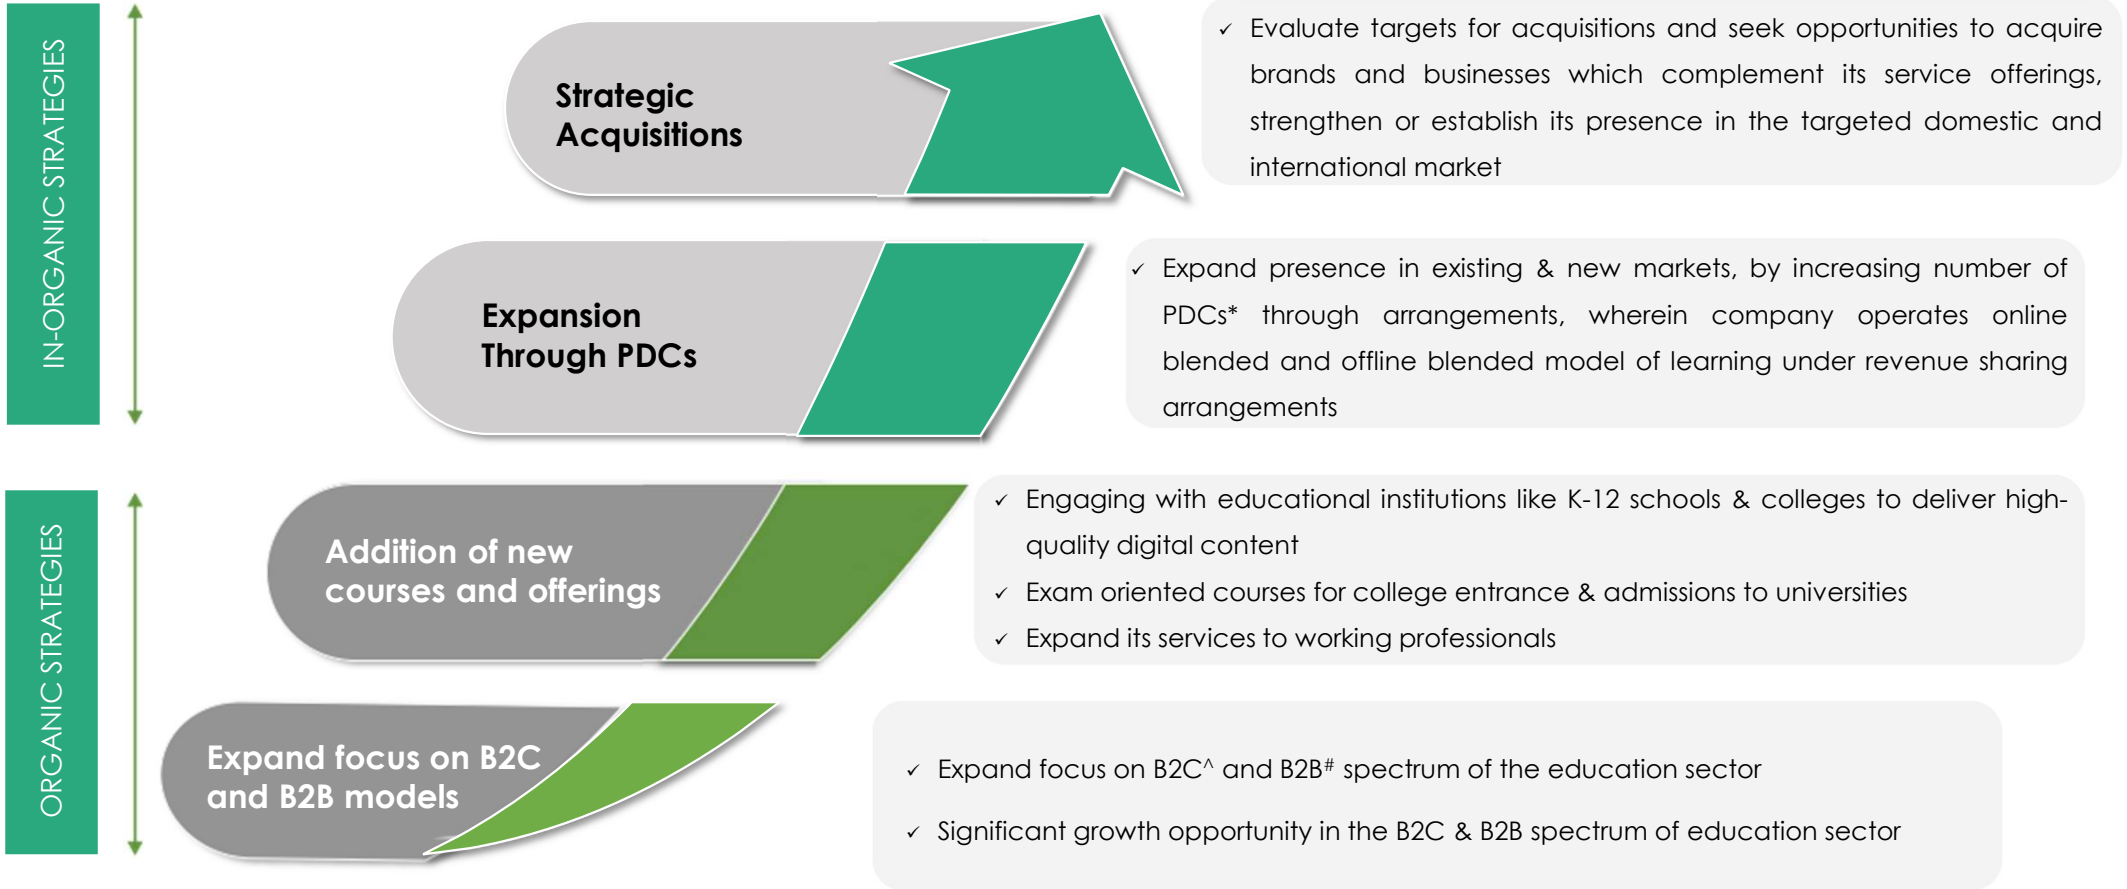 IN-ORGANIC STRATEGIES
Strategic
Acquisitions
✓ Evaluate targets for acquisitions and seek opportunities to acquire
brands and businesses which complement its service offerings,
strengthen or establish its presence in the targeted domestic and
international market
Expansion
Through PDCs
✓ Expand presence in existing & new markets, by increasing number of
PDCs* through arrangements, wherein company operates online
blended and offline blended model of learning under revenue sharing
arrangements
ORGANIC STRATEGIES
Addition of new
courses and offerings
✓ Engaging with educational institutions like K-12 schools & colleges to deliver high-
quality digital content
✓ Exam oriented courses for college entrance & admissions to universities
✓ Expand its services to working professionals
Expand focus on B2C
and B2B models
✓ Expand focus on B2C^ and B2B# spectrum of the education sector
✓ Significant growth opportunity in the B2C & B2B spectrum of education sector